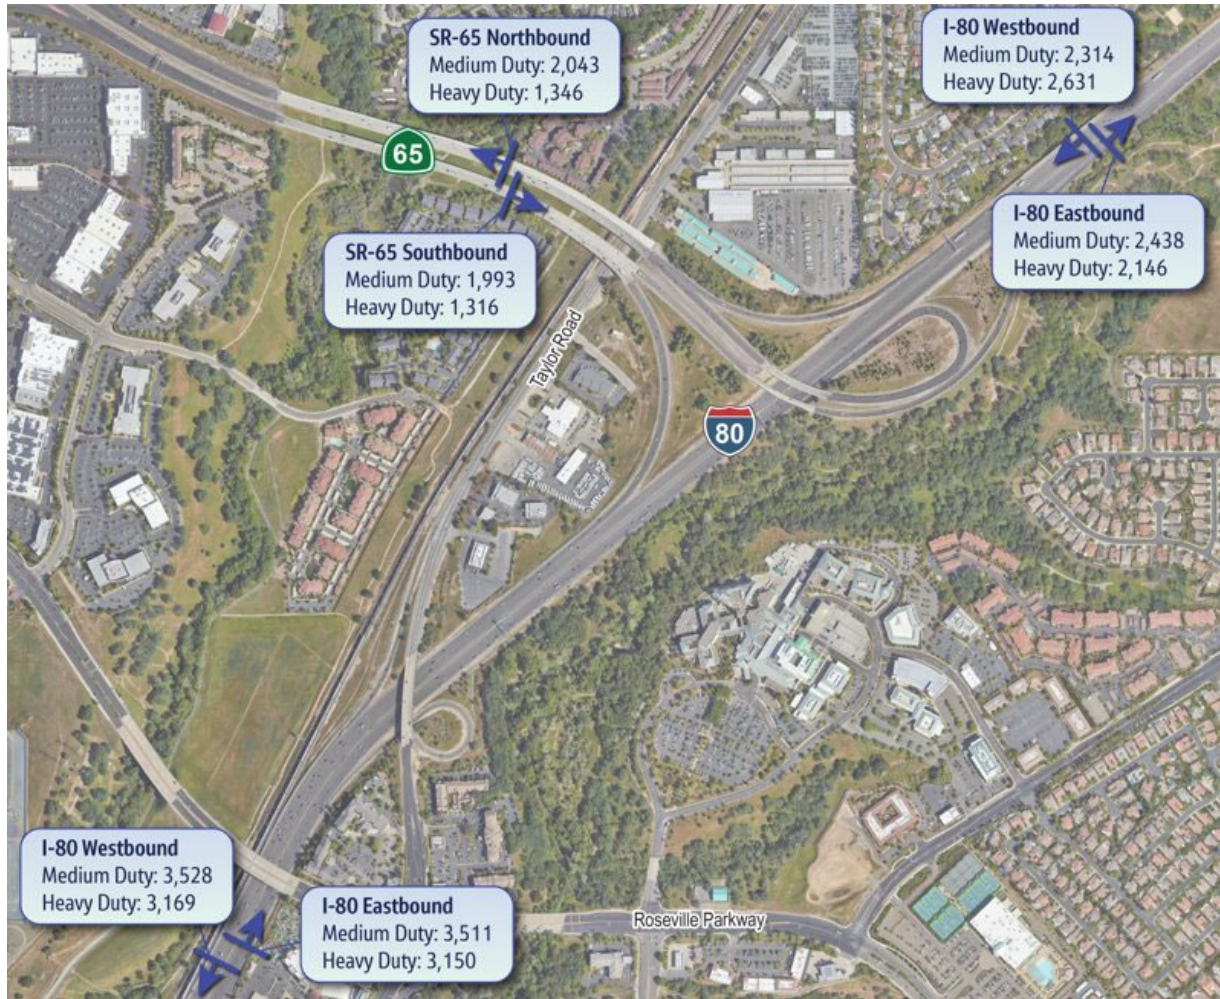 SR-65 Northbound
Medium Duty: 2,043
Heavy Duty: 1,346
I-80 Westbound
Medium Duty: 2,314
Heavy Duty: 2,631
65
I-80 Eastbound
Medium Duty: 2,438
Heavy Duty: 2,146
SR-65 Southbound
Medium Duty: 1,993
Heavy Duty: 1,316
Taylor Road
80
I-80 Westbound
Medium Duty: 3,528
Heavy Duty: 3,169
I-80 Eastbound
Medium Duty: 3,511
Heavy Duty: 3,150
Roseville Parkway